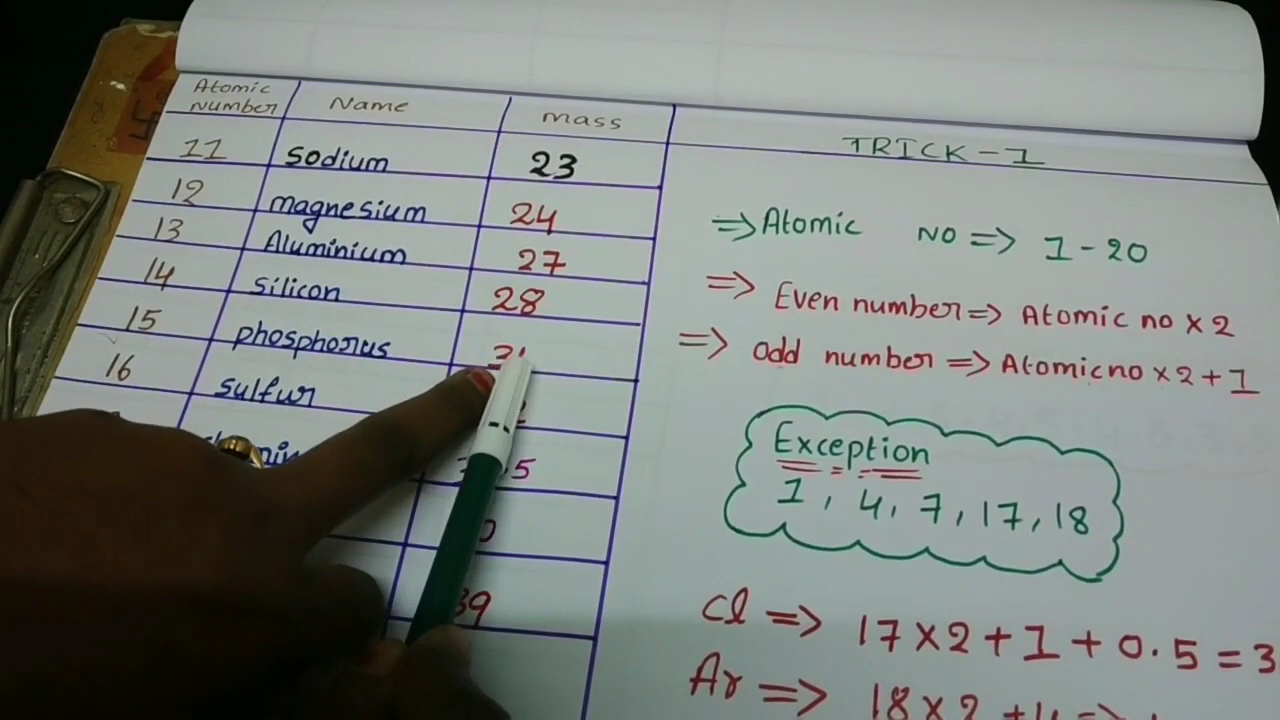 Atomic number Name mass
11 sodium 23
12 magnesium 24
13 Aluminium 27
14 silicon 28
15 phosphorus
16 sulfur
39
TRICK-1
=> Atomic NO => 1-20
=> Even number => Atomic no x 2
=> odd number => Atomic no x 2 + 1
Exception
1, 4, 7, 17, 18
Cl => 17 x 2 + 1 + 0.5 = 3
Ar => 18 x 2 + 4 =>